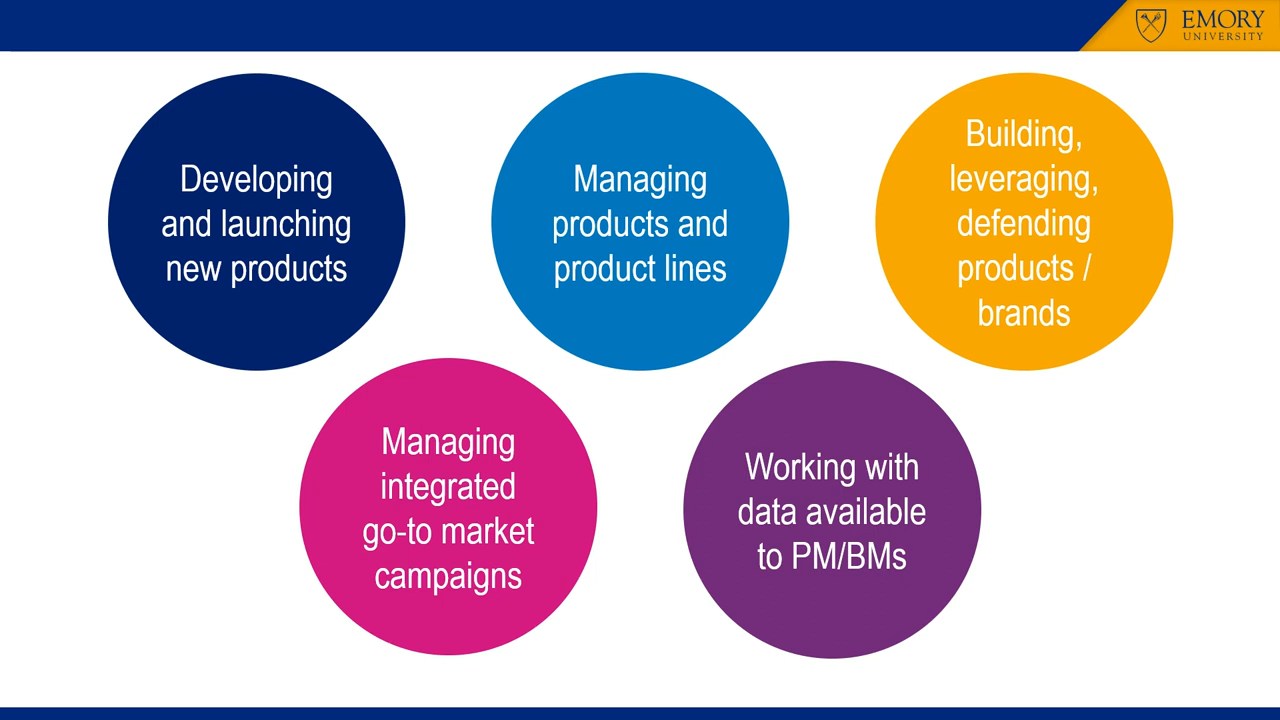 EMORY
UNIVERSITY
Developing
and launching
new products
Managing
products and
product lines
Building,
leveraging,
defending
products /
brands
Managing
integrated
go-to market
campaigns
Working with
data available
to PM/BMs